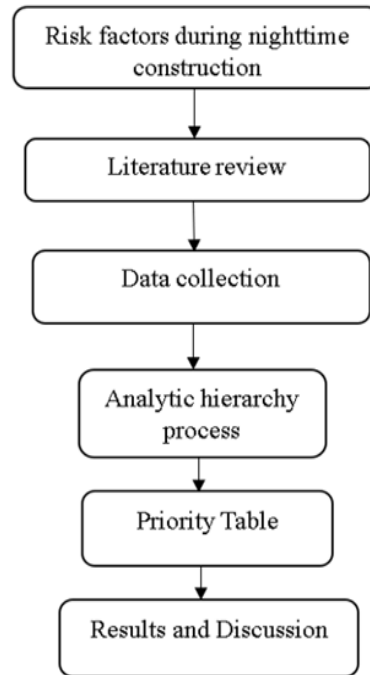 Risk factors during nighttime
construction
Literature review
Data collection
Analytic hierarchy
process
Priority Table
Results and Discussion